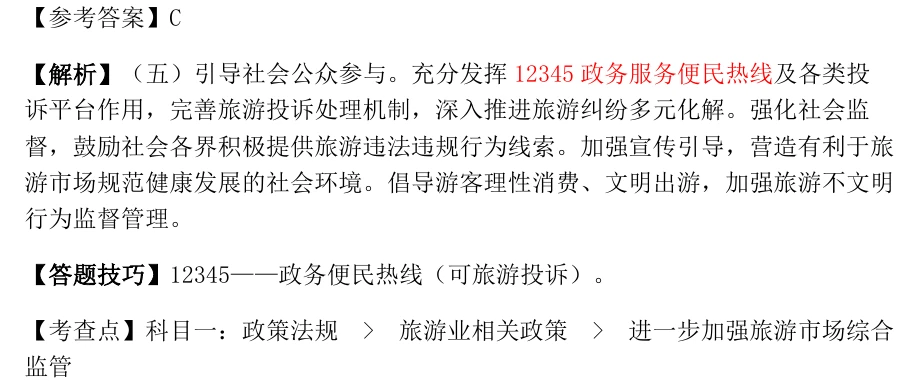 【参考答案】C
【解析】（五）引导社会公众参与。充分发挥 12345 政务服务便民热线及各类投
诉平台作用，完善旅游投诉处理机制，深入推进旅游纠纷多元化解。强化社会监
督，鼓励社会各界积极提供旅游违法违规行为线索。加强宣传引导，营造有利于旅
游市场规范健康发展的社会环境。倡导游客理性消费、文明出游，加强旅游不文明
行为监督管理。
【答题技巧】12345——政务便民热线（可旅游投诉）。
【考查点】科目一：政策法规 > 旅游业相关政策 > 进一步加强旅游市场综合
监管